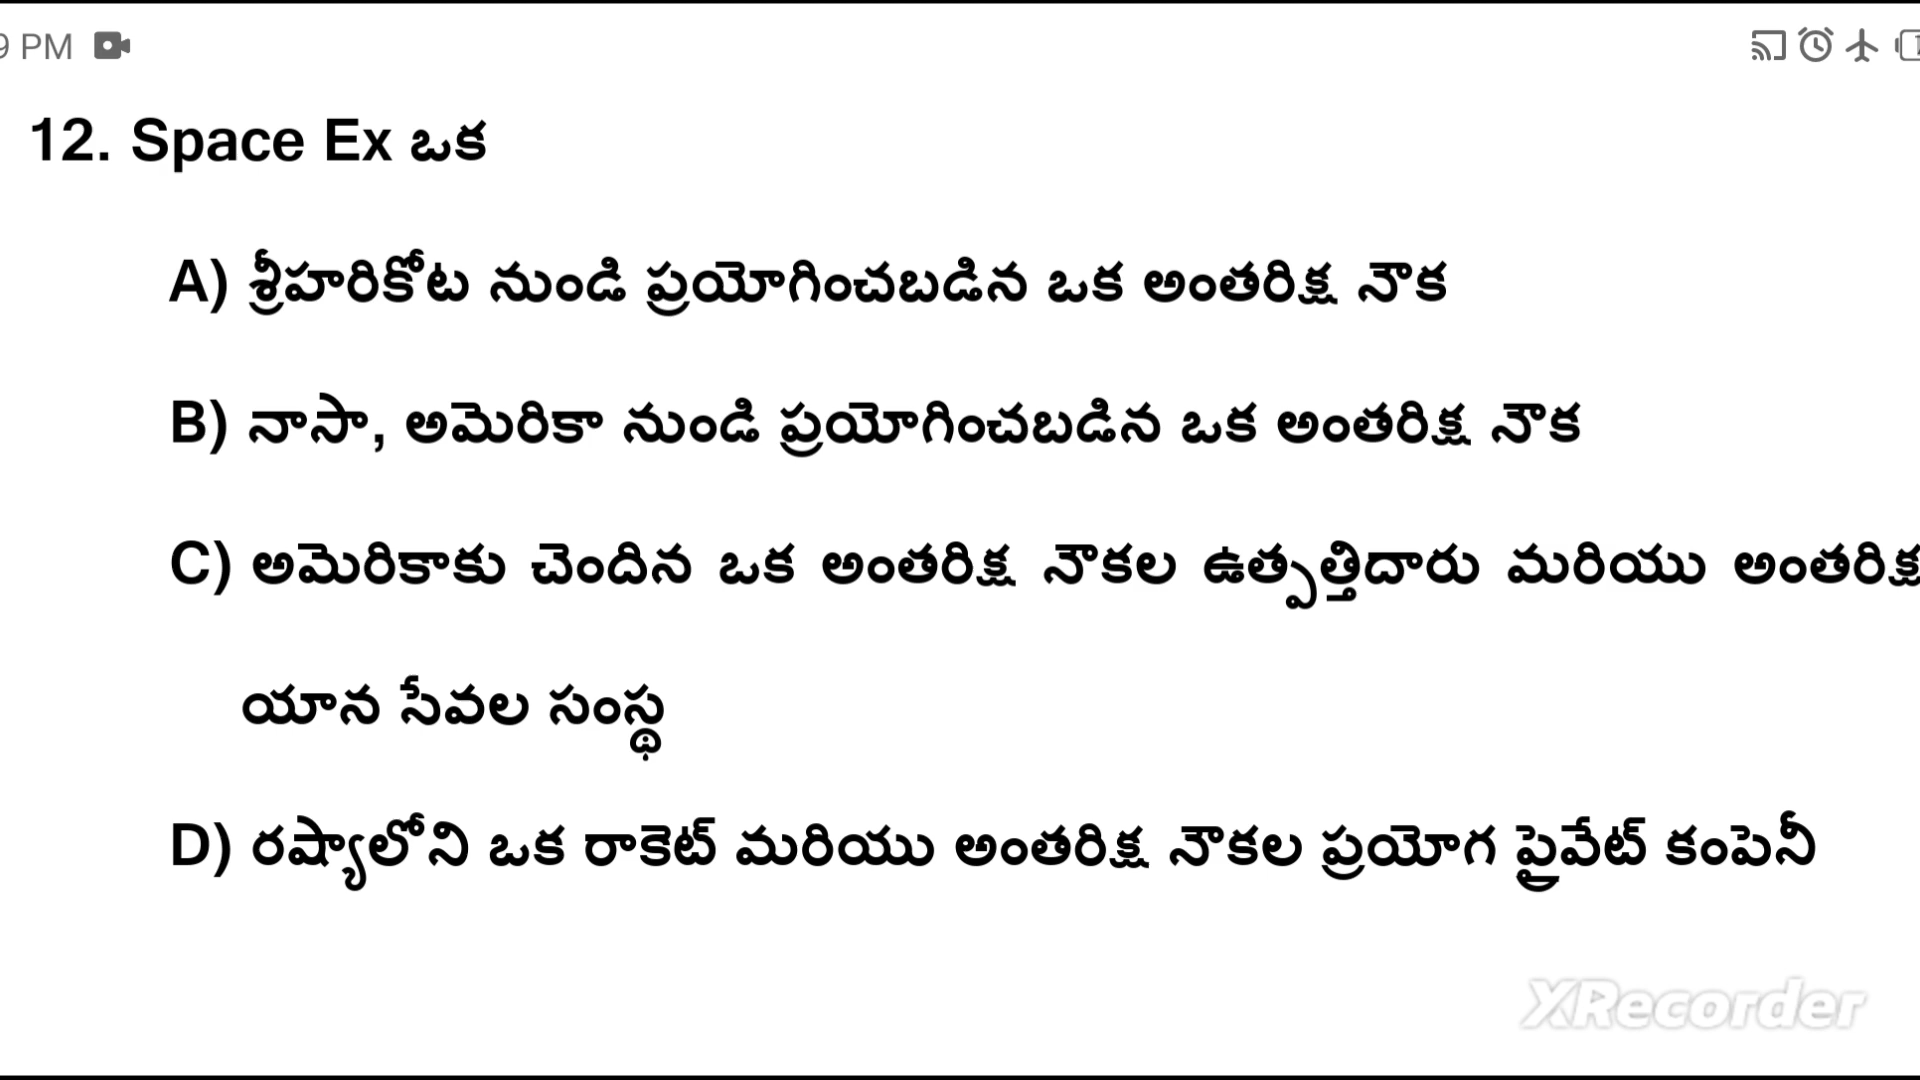 9 PM
12. Space Ex ఒక
A) శ్రీహరికోట నుండి ప్రయోగించబడిన ఒక అంతరిక్ష నౌక
B) నాసా, అమెరికా నుండి ప్రయోగించబడిన ఒక అంతరిక్ష నౌక
C) అమెరికాకు చెందిన ఒక అంతరిక్ష నౌకల ఉత్పత్తిదారు మరియు అంతరిక్ష
యాన సేవల సంస్థ
D) రష్యాలోని ఒక రాకెట్ మరియు అంతరిక్ష నౌకల ప్రయోగ ప్రైవేట్ కంపెనీ
XRecorder